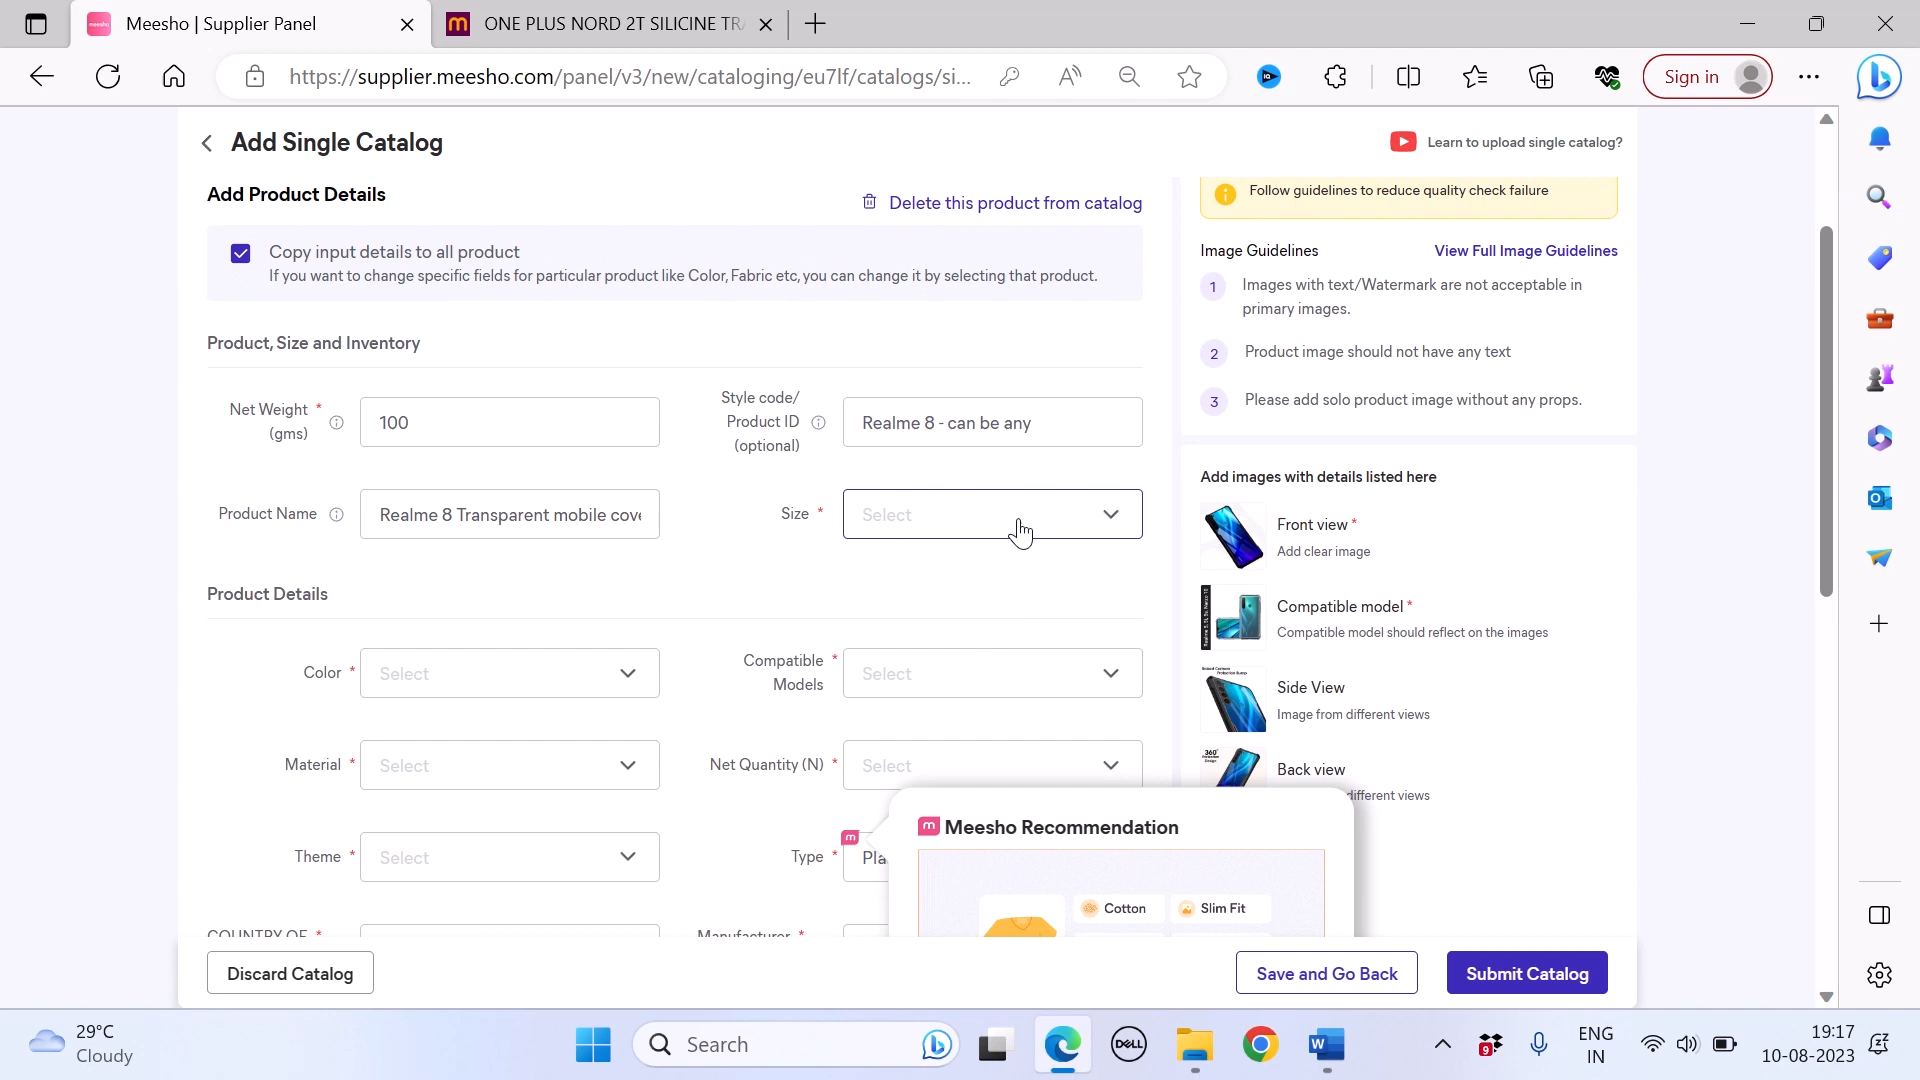 Meesho | Supplier Panel
ONE PLUS NORD 2T SILICINE TR
https://supplier.meesho.com/panel/v3/new/cataloging/eu7lf/catalogs/si...
Sign in
Add Single Catalog
Learn to upload single catalog?
Add Product Details
Delete this product from catalog
Copy input details to all product
If you want to change specific fields for particular product like Color, Fabric etc, you can change it by selecting that product.
Product, Size and Inventory
Net Weight *
(gms)
100
Style code/
Product ID
(optional)
Realme 8 - can be any
Product Name
Realme 8 Transparent mobile cove
Size *
Select
Product Details
Color *
Select
Compatible *
Models
Select
Material *
Select
Net Quantity (N) *
Select
Theme *
Select
Type *
Pla
COUNTRY OF *
Manufacturer *
Follow guidelines to reduce quality check failure
Image Guidelines
View Full Image Guidelines
1 Images with text/Watermark are not acceptable in
primary images.
2 Product image should not have any text
3 Please add solo product image without any props.
Add images with details listed here
Front view *
Add clear image
Compatible model *
Compatible model should reflect on the images
Side View
Image from different views
360°
Back view
different views
Meesho Recommendation
Cotton
Slim Fit
Discard Catalog
Save and Go Back
Submit Catalog
29°C
Cloudy
Search
DELL
9
ENG
IN
19:17
10-08-2023